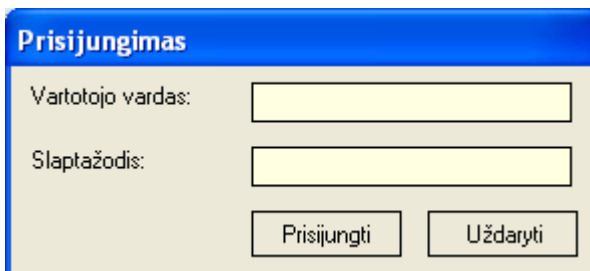 Prisijungimas
Vartotojo vardas:
Slaptažodis:
Prisijungti Uždaryti